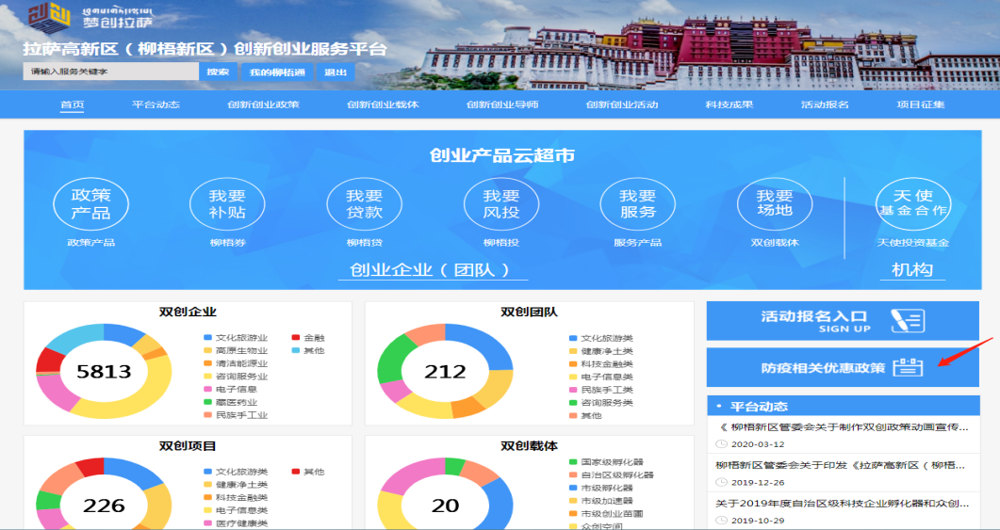 梦创拉萨
拉萨高新区（柳梧新区）创新创业服务平台
请输入服务关键字 搜索 我的柳梧通 退出
首页 平台动态 创新创业政策 创新创业载体 创新创业导师 创新创业活动 科技成果 活动报名 项目征集
创业产品云超市
政策产品 我要补贴 我要贷款 我要风投 我要服务 我要场地 天使基金合作
政策产品 柳梧券 柳梧贷 柳梧投 服务产品 双创载体 天使投资基金
创业企业（团队） 机构
双创企业
5813
文化旅游业 金融
高原生物业 其他
清洁能源业
咨询服务业
电子信息
藏医药业
民族手工业
双创团队
212
文化旅游类
健康净土类
科技金融类
电子信息类
民族手工类
咨询服务类
其他
活动报名入口
SIGN UP
防疫相关优惠政策
• 平台动态
《 柳梧新区管委会关于制作双创政策动画宣传...
2020-03-12
柳梧新区管委会关于印发《拉萨高新区（柳梧...
2019-12-26
关于2019年度自治区级科技企业孵化器和众创...
2019-10-29
双创项目
226
文化旅游类 其他
健康净土类
科技金融类
电子信息类
医疗健康类
双创载体
20
国家级孵化器
自治区级孵化器
市级孵化器
市级加速器
市级创业苗圃
众创空间